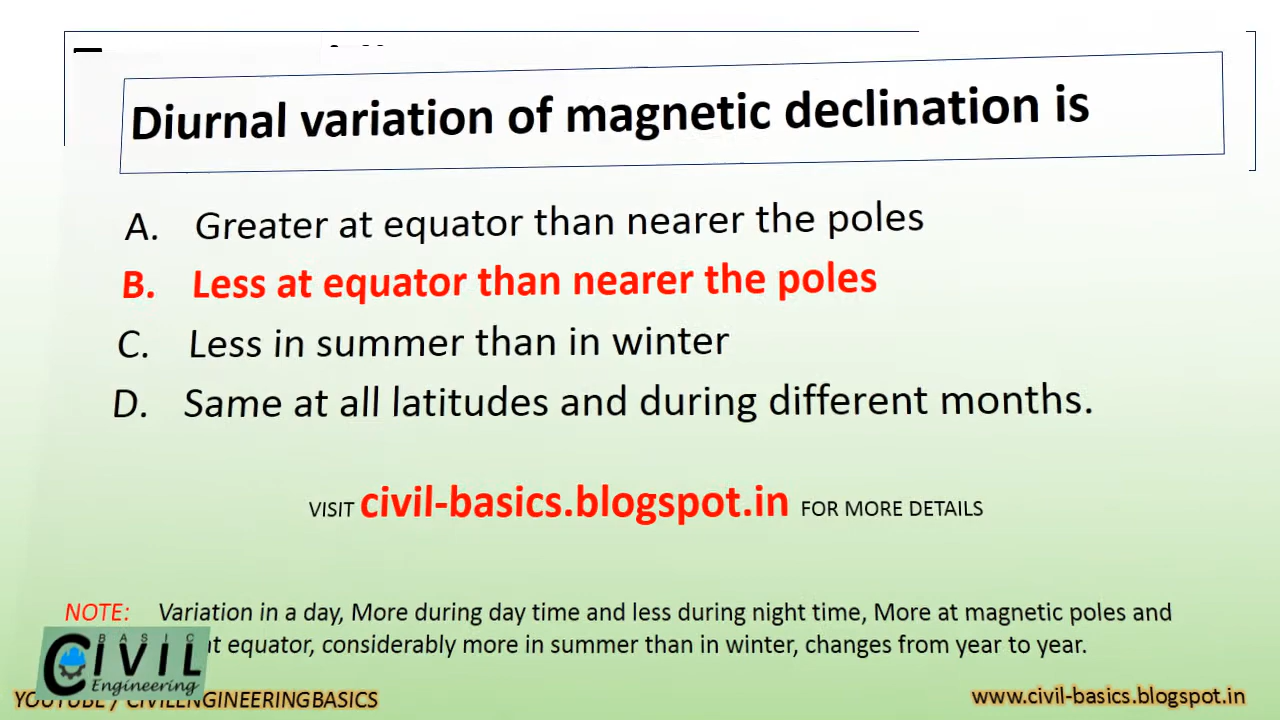 Diurnal variation of magnetic declination is
A. Greater at equator than nearer the poles
B. Less at equator than nearer the poles
C. Less in summer than in winter
D. Same at all latitudes and during different months.
VISIT civil-basics.blogspot.in FOR MORE DETAILS
NOTE: Variation in a day, More during day time and less during night time, More at magnetic poles and
at equator, considerably more in summer than in winter, changes from year to year.
BASIC
CIVIL
Engineering
YOUTUBE / CIVILENGINEERINGBASICS
www.civil-basics.blogspot.in